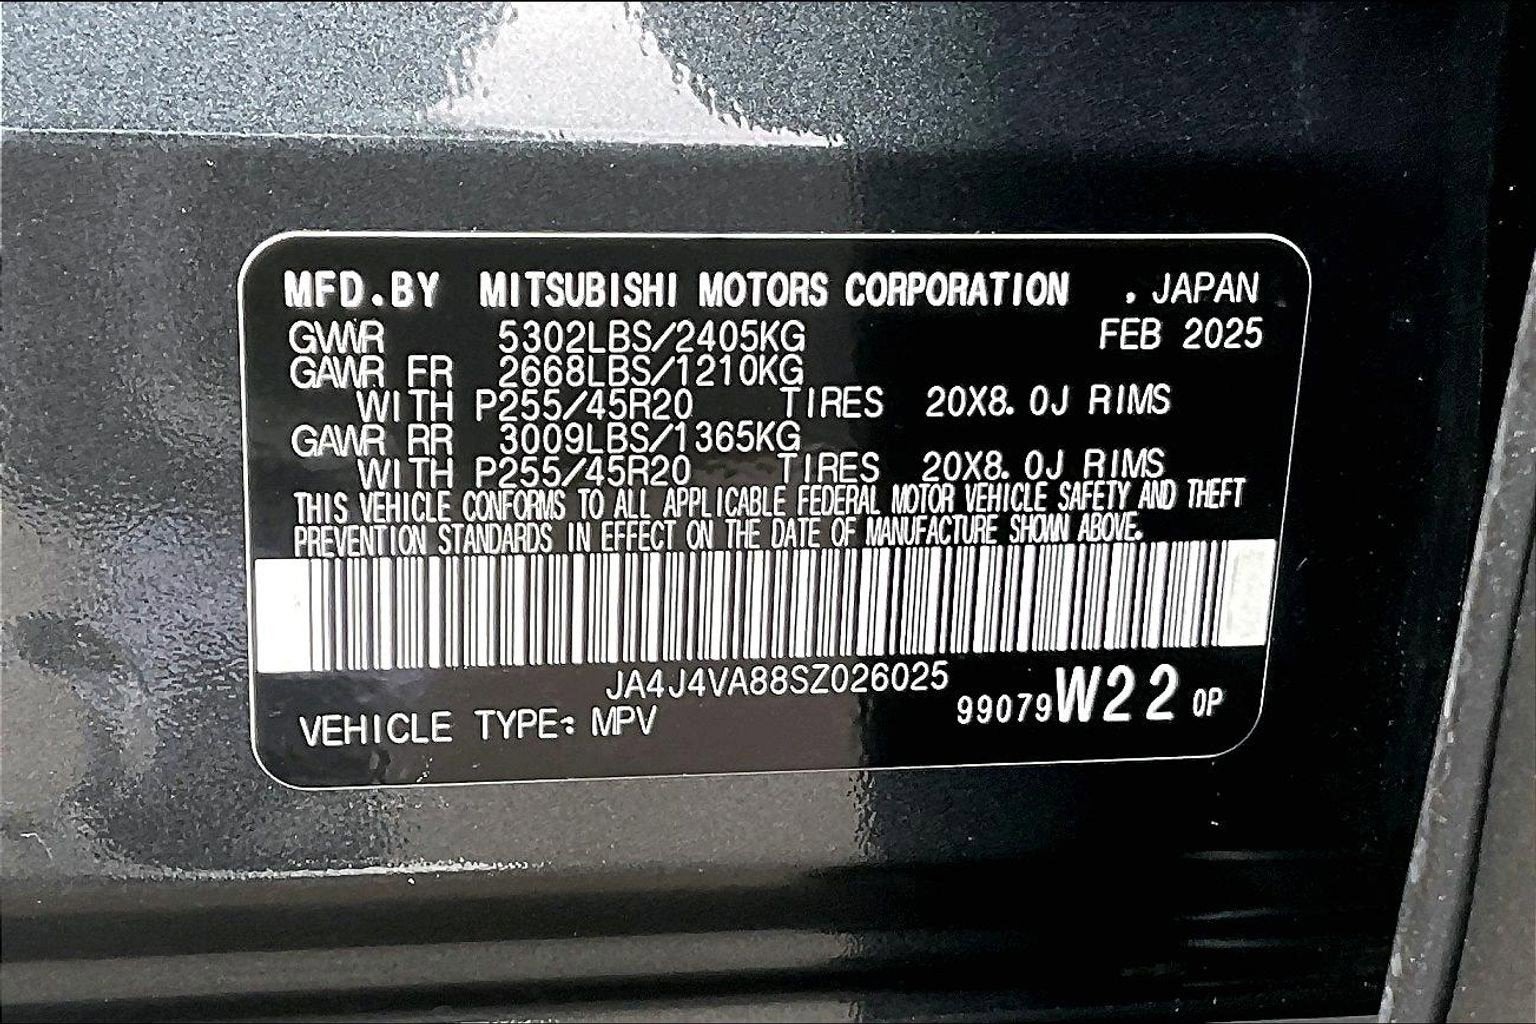 MFD.BY MITSUBISHI MOTORS CORPORATION . JAPAN
GVWR 5302LBS/2405KG FEB 2025
GAWR FR 2668LBS/1210KG
WITH P255/45R20 TIRES 20X8.0J RIMS
GAWR RR 3009LBS/1365KG
WITH P255/45R20 TIRES 20X8.0J RIMS
THIS VEHICLE CONFORMS TO ALL APPLICABLE FEDERAL MOTOR VEHICLE SAFETY AND THEFT
PREVENTION STANDARDS IN EFFECT ON THE DATE OF MANUFACTURE SHOWN ABOVE.
JA4J4VA88SZ026025
99079W22 0P
VEHICLE TYPE: MPV